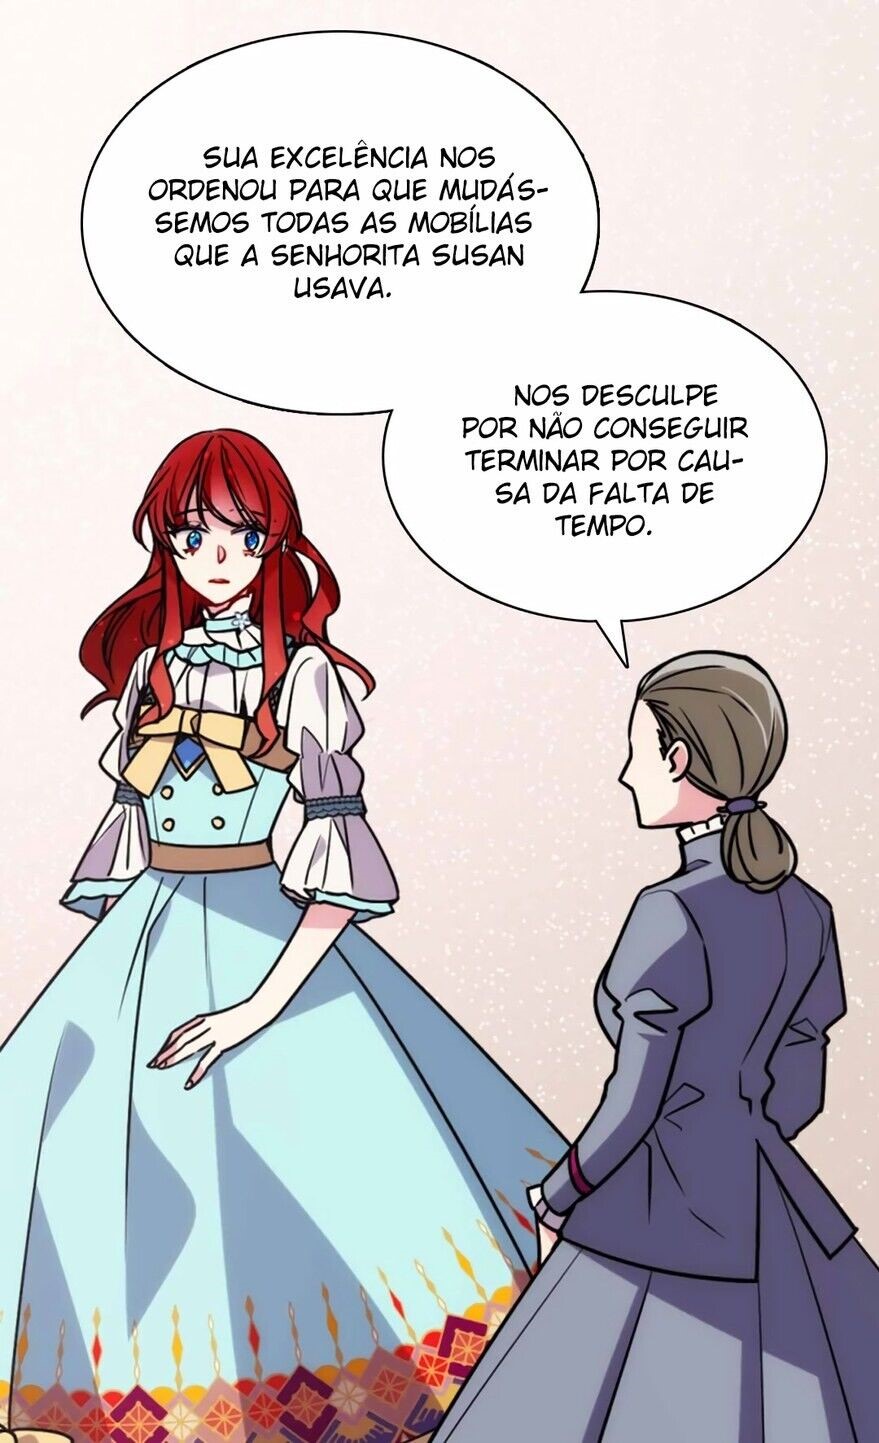 SUA EXCELÊNCIA NOS
ORDENOU PARA QUE MUDÁS-
SEMOS TODAS AS MOBÍLIAS
QUE A SENHORITA SUSAN
USAVA.
NOS DESCULPE
POR NÃO CONSEGUIR
TERMINAR POR CAU-
SA DA FALTA DE
TEMPO.